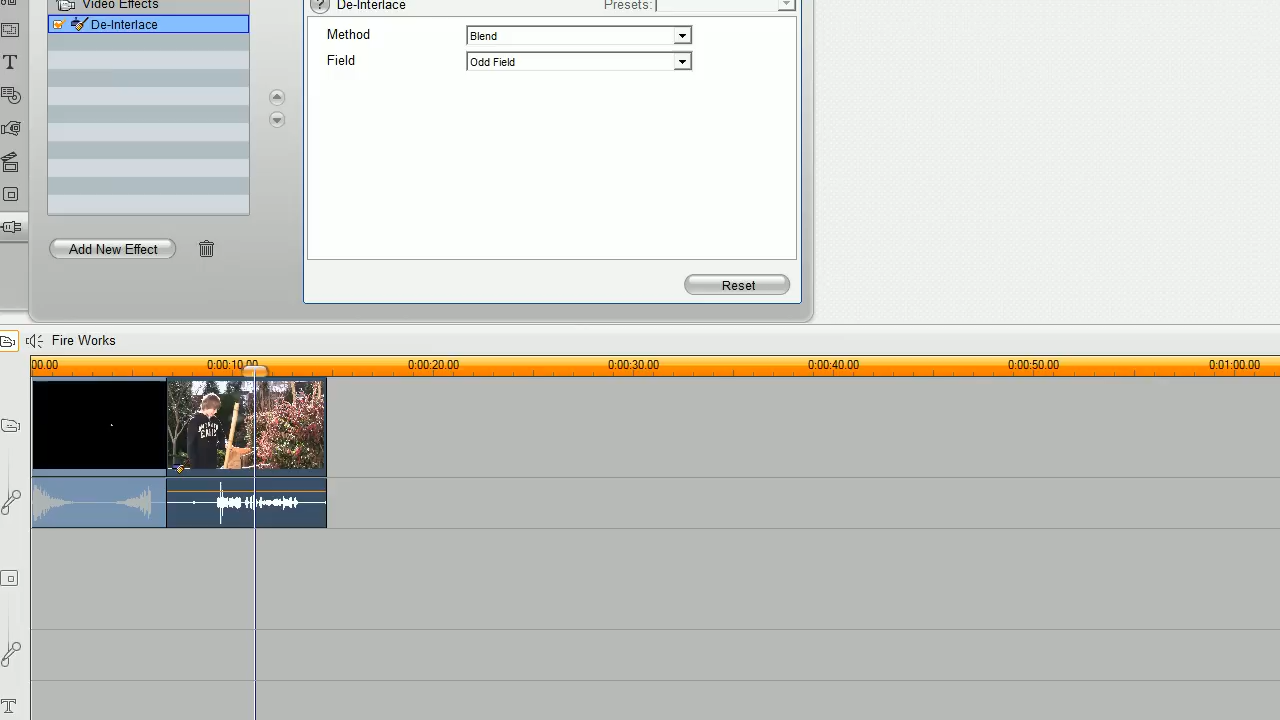 Video Effects
De-Interlace
De-Interlace
Presets:
Method
Blend
Field
Odd Field
Add New Effect
Reset
Fire Works
00.00
0:00:10.00
0:00:20.00
0:00:30.00
0:00:40.00
0:00:50.00
0:01:00.00
T
T